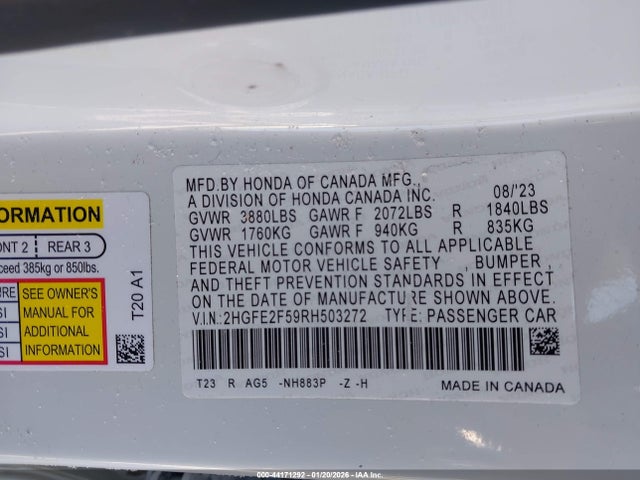 MFD.BY HONDA OF CANADA MFG.,
A DIVISION OF HONDA CANADA INC. 08/'23
GVWR 3880LBS GAWR F 2072LBS R 1840LBS
GVWR 1760KG GAWR F 940KG R 835KG
THIS VEHICLE CONFORMS TO ALL APPLICABLE
FEDERAL MOTOR VEHICLE SAFETY , BUMPER ,
AND THEFT PREVENTION STANDARDS IN EFFECT
ON THE DATE OF MANUFACTURE SHOWN ABOVE.
V.I.N.:2HGFE2F59RH503272 TYPE: PASSENGER CAR
T23 R AG5 -NH883P -Z -H
MADE IN CANADA
ORMATION
ONT 2 REAR 3
ceed 385kg or 850lbs.
URE SEE OWNER'S
SI MANUAL FOR
SI ADDITIONAL
SI INFORMATION
T20 A1
000-44171292 - 01/20/2026 - IAA Inc.